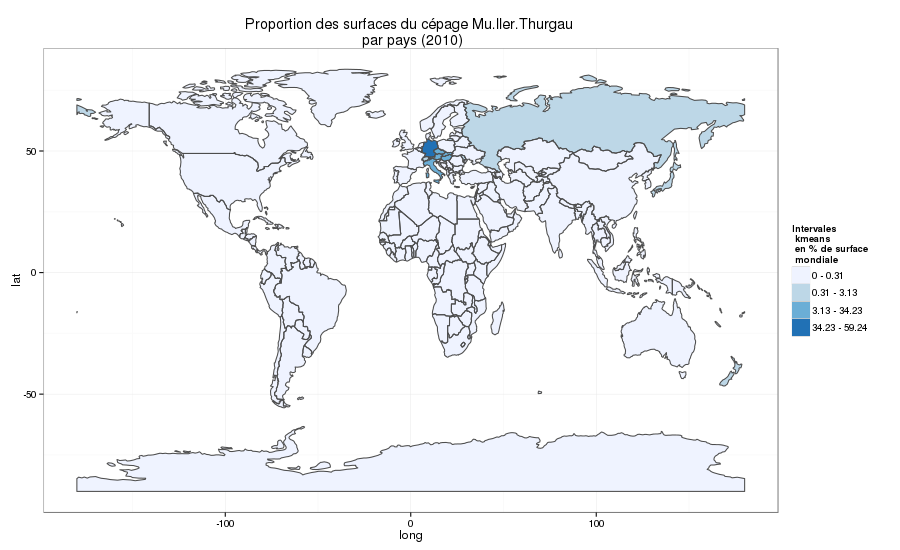 Proportion des surfaces du cépage Mu.ller.Thurgau
par pays (2010)
50
0
-50
lat
-100
0
100
long
Intervales
kmeans
en % de surface
mondiale
0 - 0.31
0.31 - 3.13
3.13 - 34.23
34.23 - 59.24